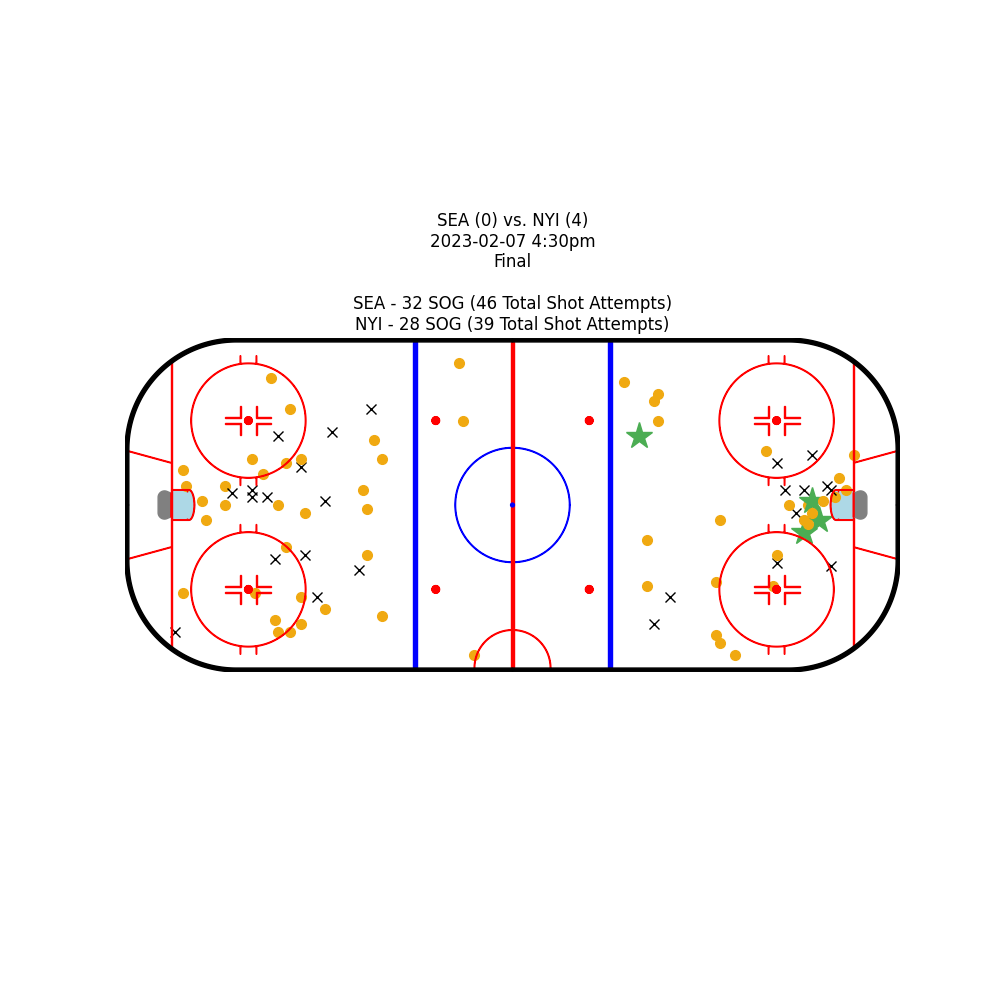 SEA (0) vs. NYI (4)
2023-02-07 4:30pm
Final
SEA - 32 SOG (46 Total Shot Attempts)
NYI - 28 SOG (39 Total Shot Attempts)